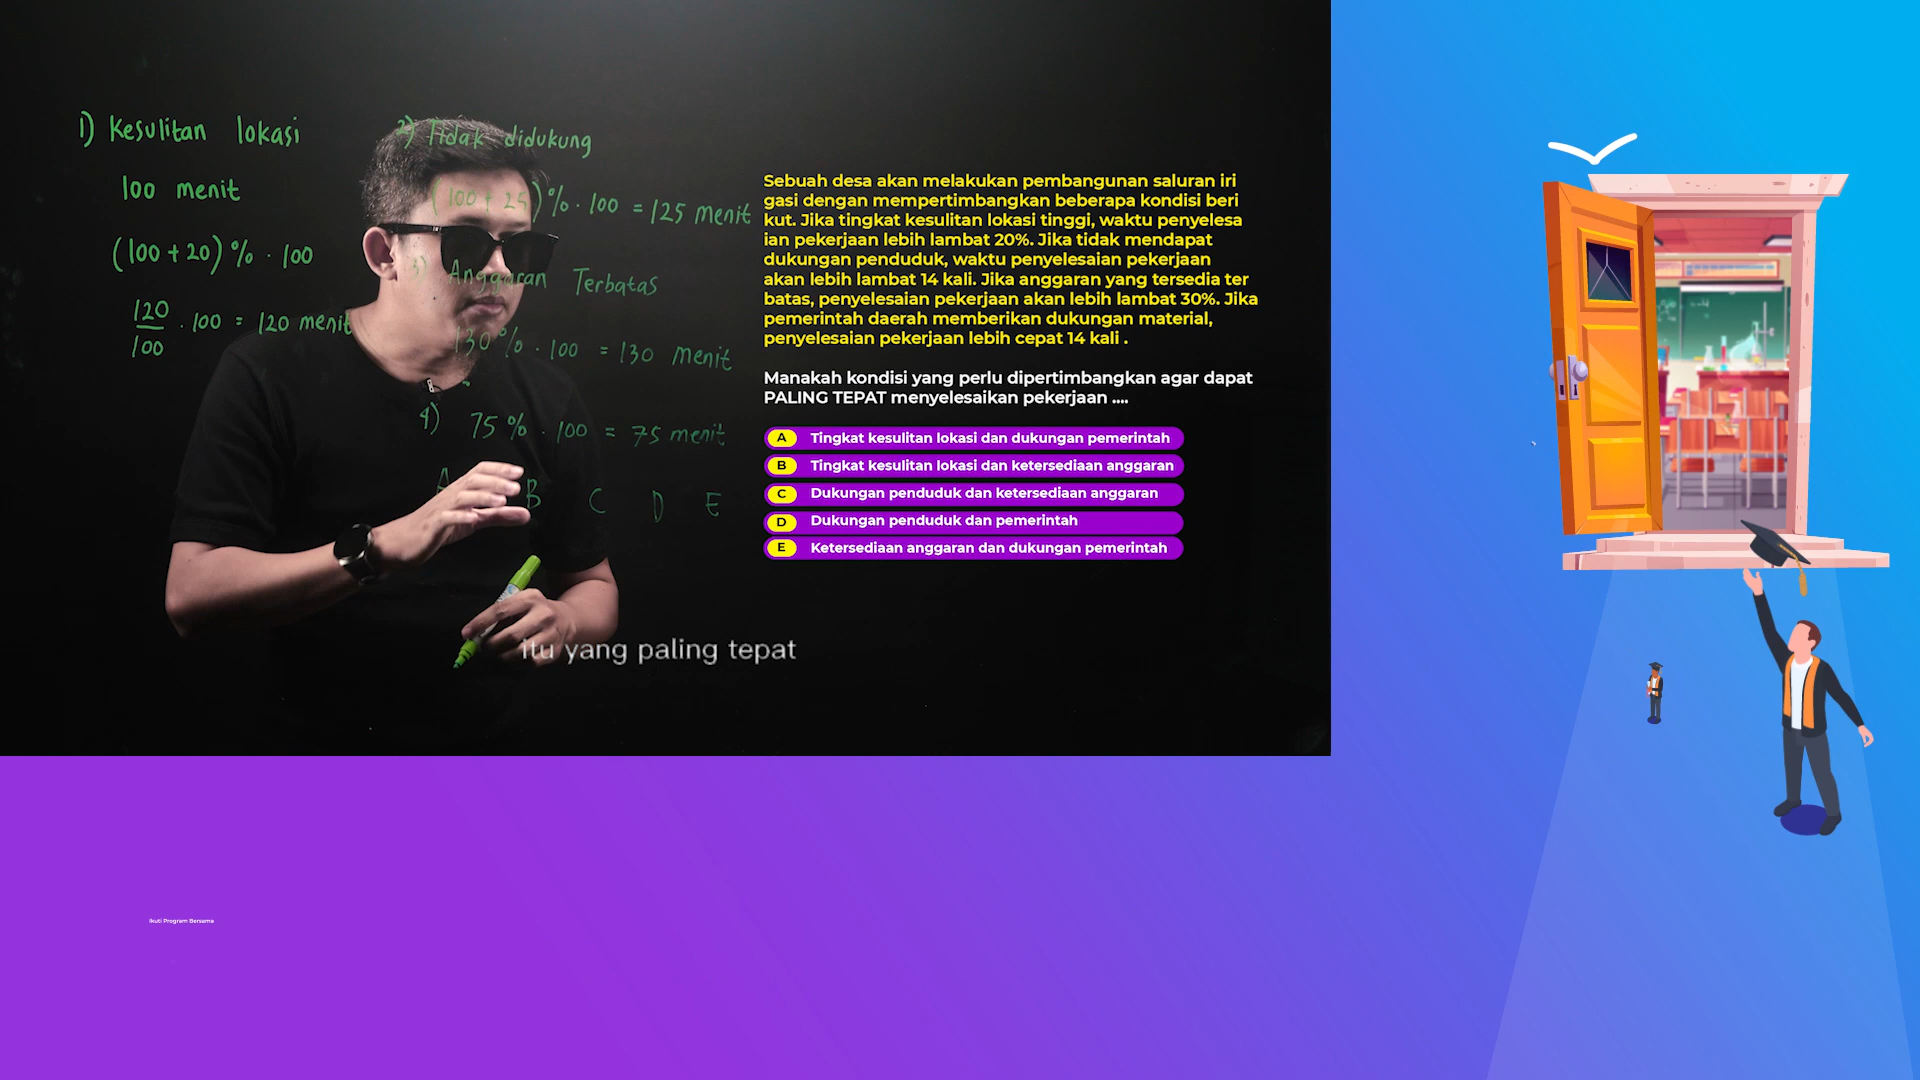 1) Kesulitan lokasi
100 menit
(100 + 20) % . 100
120
100
. 100 = 120 menit
2) Tidak didukung
(100 + 25) % . 100 = 125 menit
3) Anggaran Terbatas
130 % . 100 = 130 menit
4) 75 % . 100 = 75 menit
A B C D E
Sebuah desa akan melakukan pembangunan saluran iri
gasi dengan mempertimbangkan beberapa kondisi beri
kut. Jika tingkat kesulitan lokasi tinggi, waktu penyelesa
ian pekerjaan lebih lambat 20%. Jika tidak mendapat
dukungan penduduk, waktu penyelesaian pekerjaan
akan lebih lambat 14 kali. Jika anggaran yang tersedia ter
batas, penyelesaian pekerjaan akan lebih lambat 30%. Jika
pemerintah daerah memberikan dukungan material,
penyelesaian pekerjaan lebih cepat 14 kali .
Manakah kondisi yang perlu dipertimbangkan agar dapat
PALING TEPAT menyelesaikan pekerjaan ....
A Tingkat kesulitan lokasi dan dukungan pemerintah
B Tingkat kesulitan lokasi dan ketersediaan anggaran
C Dukungan penduduk dan ketersediaan anggaran
D Dukungan penduduk dan pemerintah
E Ketersediaan anggaran dan dukungan pemerintah
itu yang paling tepat
Ikuti Program Bersama